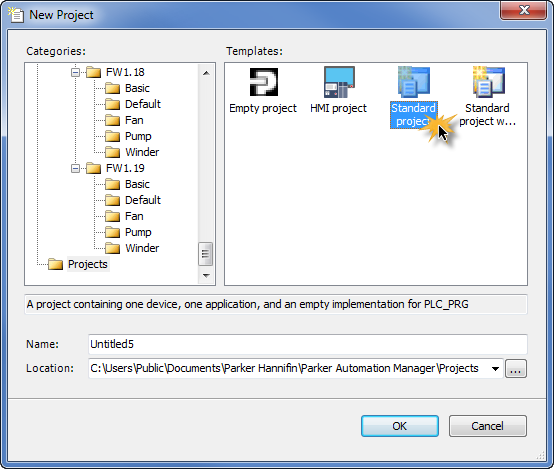 New Project
Categories:
Templates:
FW1.18
Basic
Default
Fan
Pump
Winder
FW1.19
Basic
Default
Fan
Pump
Winder
Projects
Empty project
HMI project
Standard
project
Standard
project w...
A project containing one device, one application, and an empty implementation for PLC_PRG
Name:
Untitled5
Location:
C:\Users\Public\Documents\Parker Hannifin\Parker Automation Manager\Projects
...
OK
Cancel